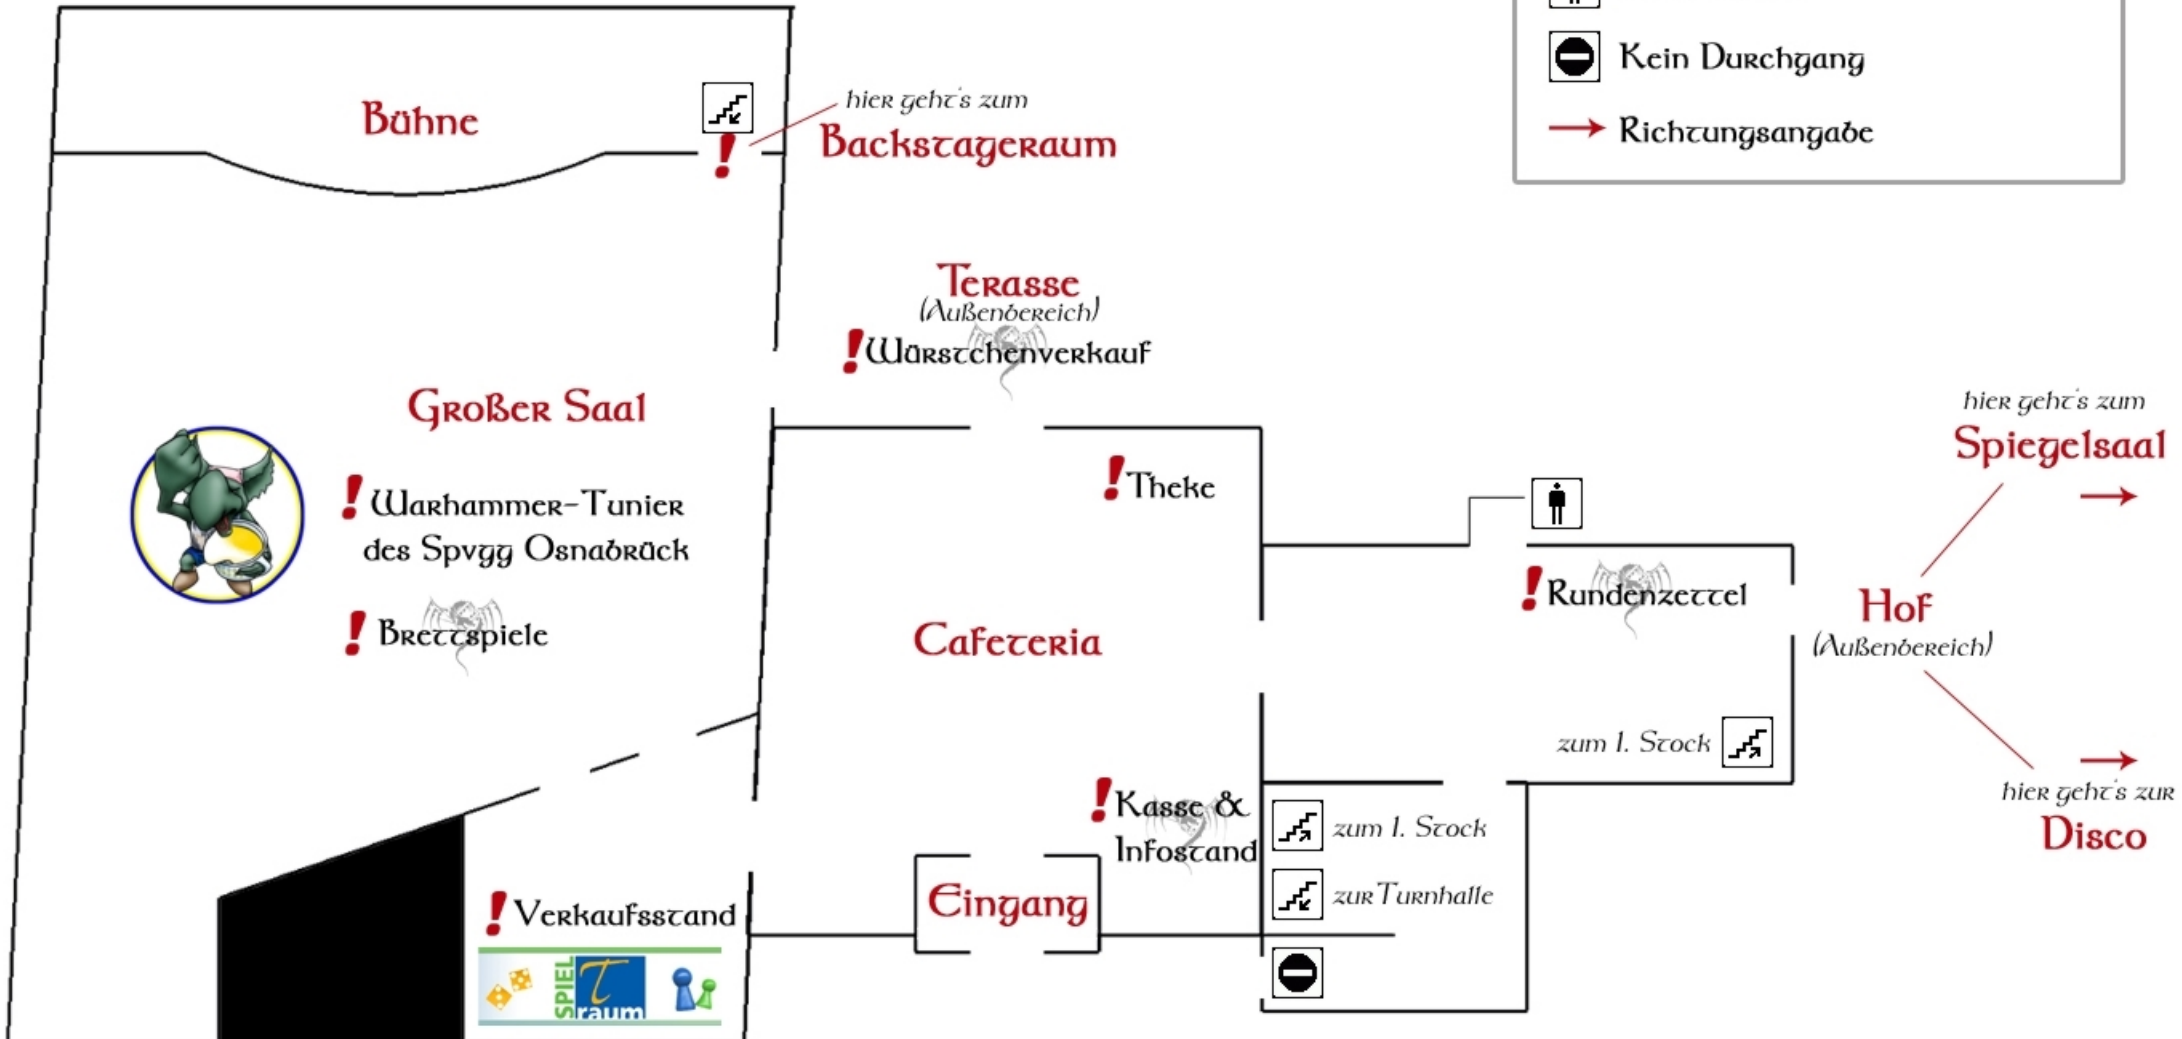 Kein Durchgang
Richtungsangabe
Bühne
hier geht's zum
Backstageraum
Terasse
(Außenbereich)
! Würstchenverkauf
Großer Saal
! Warhammer-Tunier
des Spvgg Osnabrück
! Brettspiele
! Theke
Cafeteria
! Rundenzettel
zum 1. Stock
hier geht's zum
Spiegelsaal
Hof
(Außenbereich)
hier geht's zur
Disco
! Kasse &
Infostand
zum 1. Stock
zur Turnhalle
Eingang
! Verkaufsstand
SPIEL
Traum